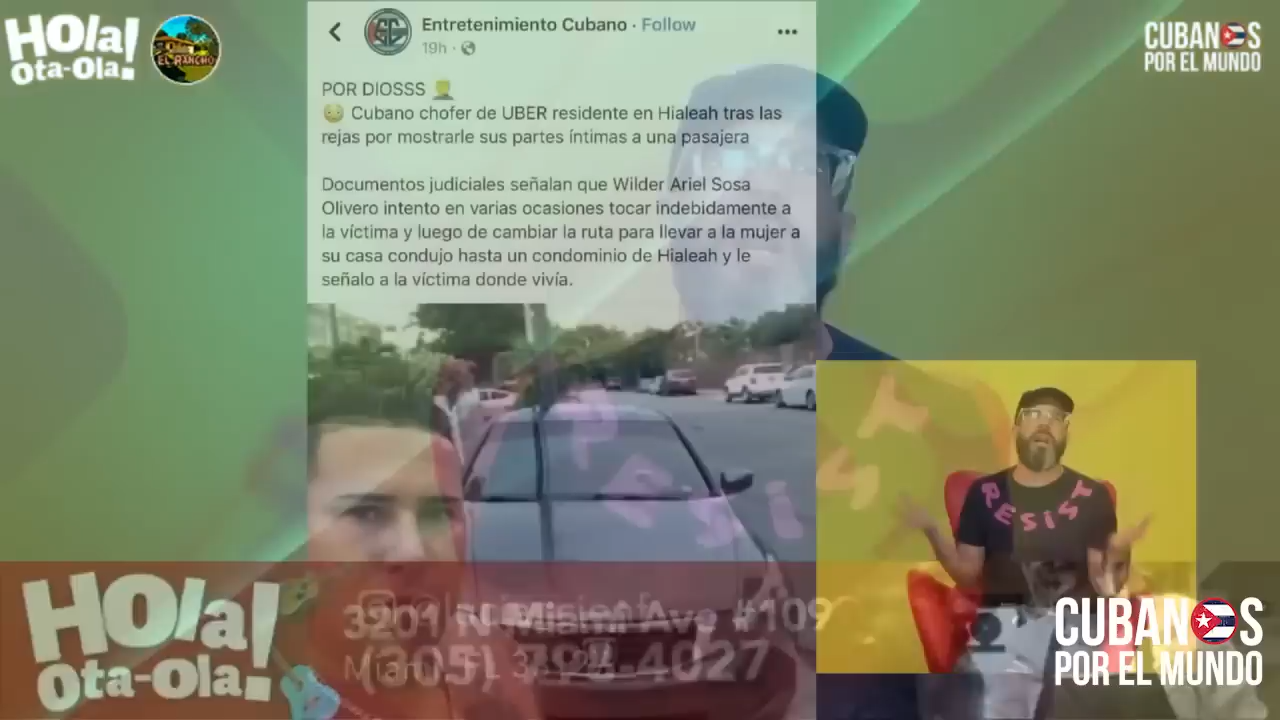 HOla!
Ota-Ola!
EL RANCHO
Entretenimiento Cubano · Follow
19h ·
CUBANOS
POR EL MUNDO
POR DIOSSS
Cubano chofer de UBER residente en Hialeah tras las
rejas por mostrarle sus partes íntimas a una pasajera
Documentos judiciales señalan que Wilder Ariel Sosa
Olivero intento en varias ocasiones tocar indebidamente a
la víctima y luego de cambiar la ruta para llevar a la mujer a
su casa condujo hasta un condominio de Hialeah y le
señalo a la víctima donde vivía.
RESIST
HOla!
Ota-Ola!
3201 N Miami Ave #109
Miami, FL
(305) 4027
CUBANOS
POR EL MUNDO